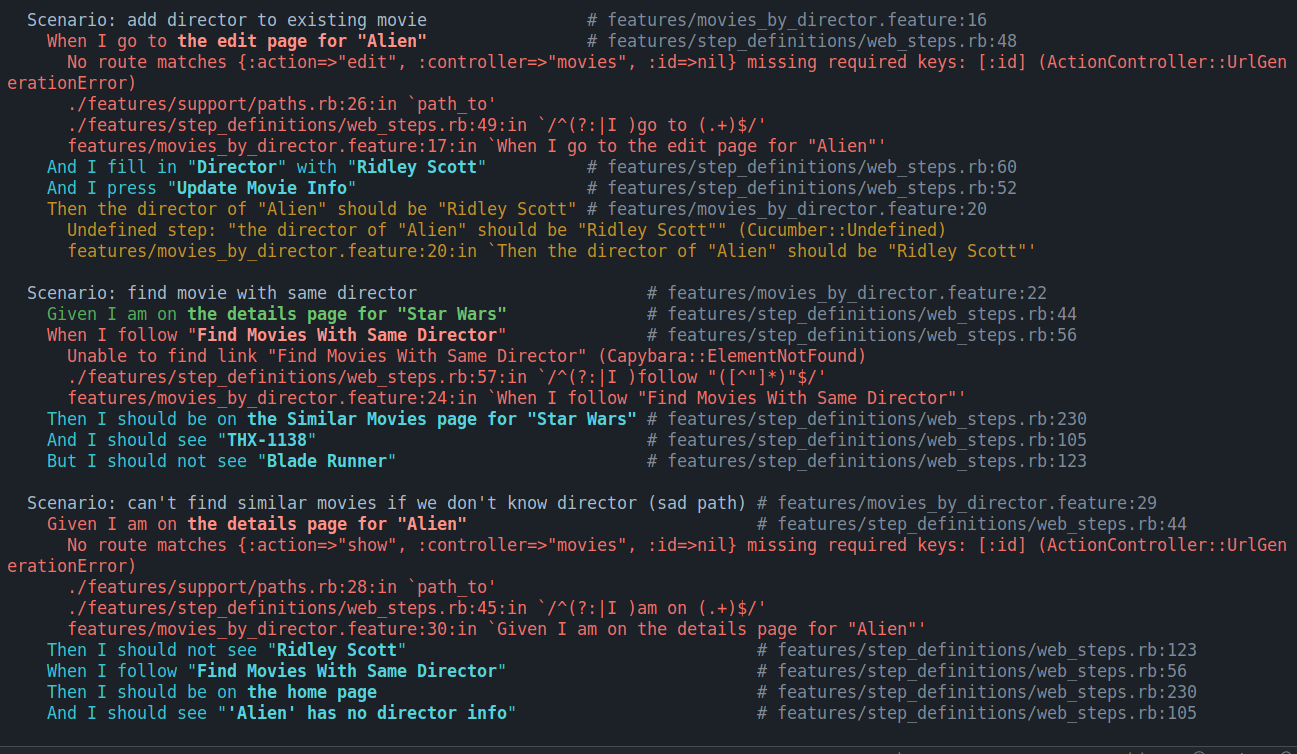 Scenario: add director to existing movie # features/movies_by_director.feature:16
When I go to the edit page for "Alien" # features/step_definitions/web_steps.rb:48
No route matches {:action=>"edit", :controller=>"movies", :id=>nil} missing required keys: [:id] (ActionController::UrlGen
erationError)
./features/support/paths.rb:26:in `path_to'
./features/step_definitions/web_steps.rb:49:in `/^(?:|I )go to (.+)$/'
features/movies_by_director.feature:17:in `When I go to the edit page for "Alien"'
And I fill in "Director" with "Ridley Scott" # features/step_definitions/web_steps.rb:60
And I press "Update Movie Info" # features/step_definitions/web_steps.rb:52
Then the director of "Alien" should be "Ridley Scott" # features/movies_by_director.feature:20
Undefined step: "the director of "Alien" should be "Ridley Scott"" (Cucumber::Undefined)
features/movies_by_director.feature:20:in `Then the director of "Alien" should be "Ridley Scott"'
Scenario: find movie with same director # features/movies_by_director.feature:22
Given I am on the details page for "Star Wars" # features/step_definitions/web_steps.rb:44
When I follow "Find Movies With Same Director" # features/step_definitions/web_steps.rb:56
Unable to find link "Find Movies With Same Director" (Capybara::ElementNotFound)
./features/step_definitions/web_steps.rb:57:in `/^(?:|I )follow "([^"]*)"$/'
features/movies_by_director.feature:24:in `When I follow "Find Movies With Same Director"'
Then I should be on the Similar Movies page for "Star Wars" # features/step_definitions/web_steps.rb:230
And I should see "THX-1138" # features/step_definitions/web_steps.rb:105
But I should not see "Blade Runner" # features/step_definitions/web_steps.rb:123
Scenario: can't find similar movies if we don't know director (sad path) # features/movies_by_director.feature:29
Given I am on the details page for "Alien" # features/step_definitions/web_steps.rb:44
No route matches {:action=>"show", :controller=>"movies", :id=>nil} missing required keys: [:id] (ActionController::UrlGen
erationError)
./features/support/paths.rb:28:in `path_to'
./features/step_definitions/web_steps.rb:45:in `/^(?:|I )am on (.+)$/'
features/movies_by_director.feature:30:in `Given I am on the details page for "Alien"'
Then I should not see "Ridley Scott" # features/step_definitions/web_steps.rb:123
When I follow "Find Movies With Same Director" # features/step_definitions/web_steps.rb:56
Then I should be on the home page # features/step_definitions/web_steps.rb:230
And I should see "'Alien' has no director info" # features/step_definitions/web_steps.rb:105